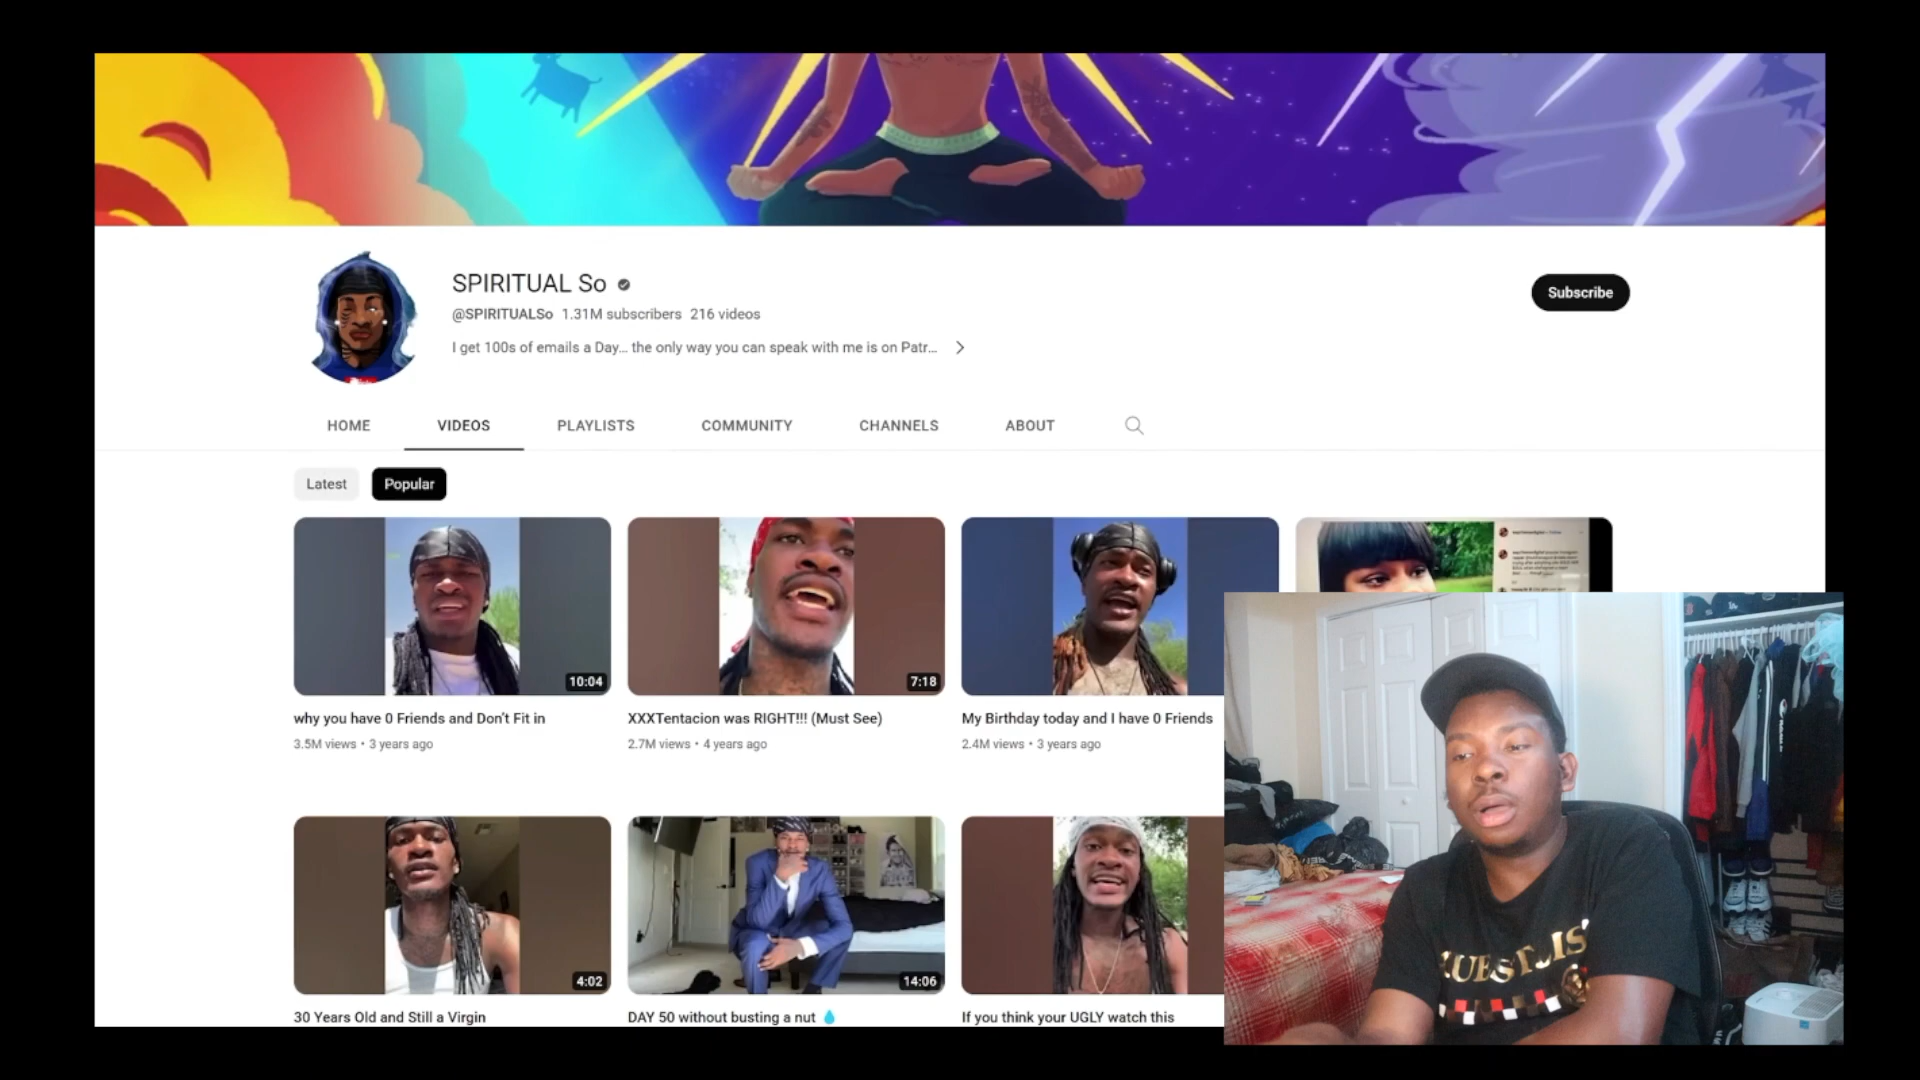 SPIRITUAL So
@SPIRITUALSo 1.31M subscribers 216 videos
I get 100s of emails a Day... the only way you can speak with me is on Patr...
Subscribe
HOME VIDEOS PLAYLISTS COMMUNITY CHANNELS ABOUT
Latest Popular
10:04
7:18
why you have 0 Friends and Don't Fit in
3.5M views • 3 years ago
XXXTentacion was RIGHT!!! (Must See)
2.7M views • 4 years ago
My Birthday today and I have 0 Friends
2.4M views • 3 years ago
4:02
14:06
30 Years Old and Still a Virgin
DAY 50 without busting a nut 💧
If you think your UGLY watch this